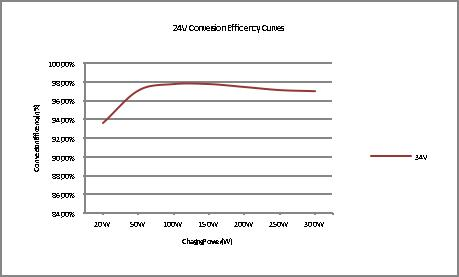 24V Conversion Efficiency Curves
100.00%
98.00%
96.00%
94.00%
92.00%
90.00%
88.00%
86.00%
84.00%
Conversion Efficiency(%)
20W
50W
100W
150W
200W
250W
300W
Charging Power(W)
34V